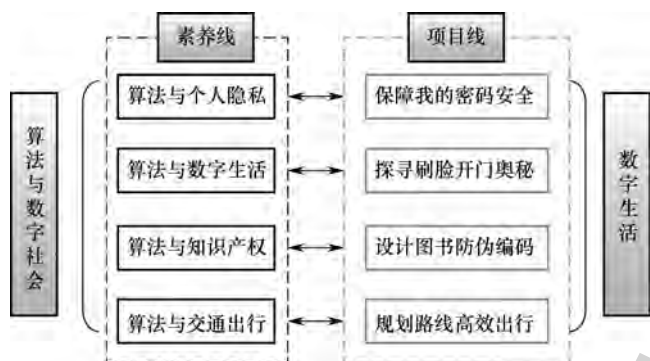 素养线
项目线
算法与数字社会
算法与个人隐私
保障我的密码安全
算法与数字生活
探寻刷脸开门奥秘
算法与知识产权
设计图书防伪编码
算法与交通出行
规划路线高效出行
数字生活